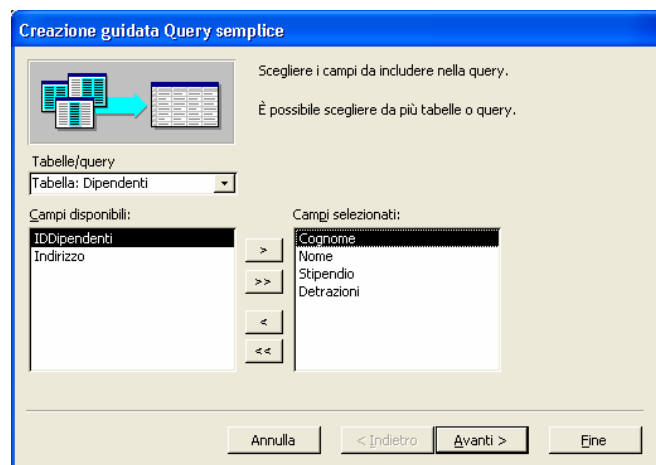 Creazione guidata Query semplice
Scegliere i campi da includere nella query.
È possibile scegliere da più tabelle o query.
Tabelle/query
Tabella: Dipendenti
Campi disponibili:
IDDipendenti
Indirizzo
>
>>
<
<<
Campi selezionati:
Cognome
Nome
Stipendio
Detrazioni
Annulla
< Indietro
Avanti >
Fine